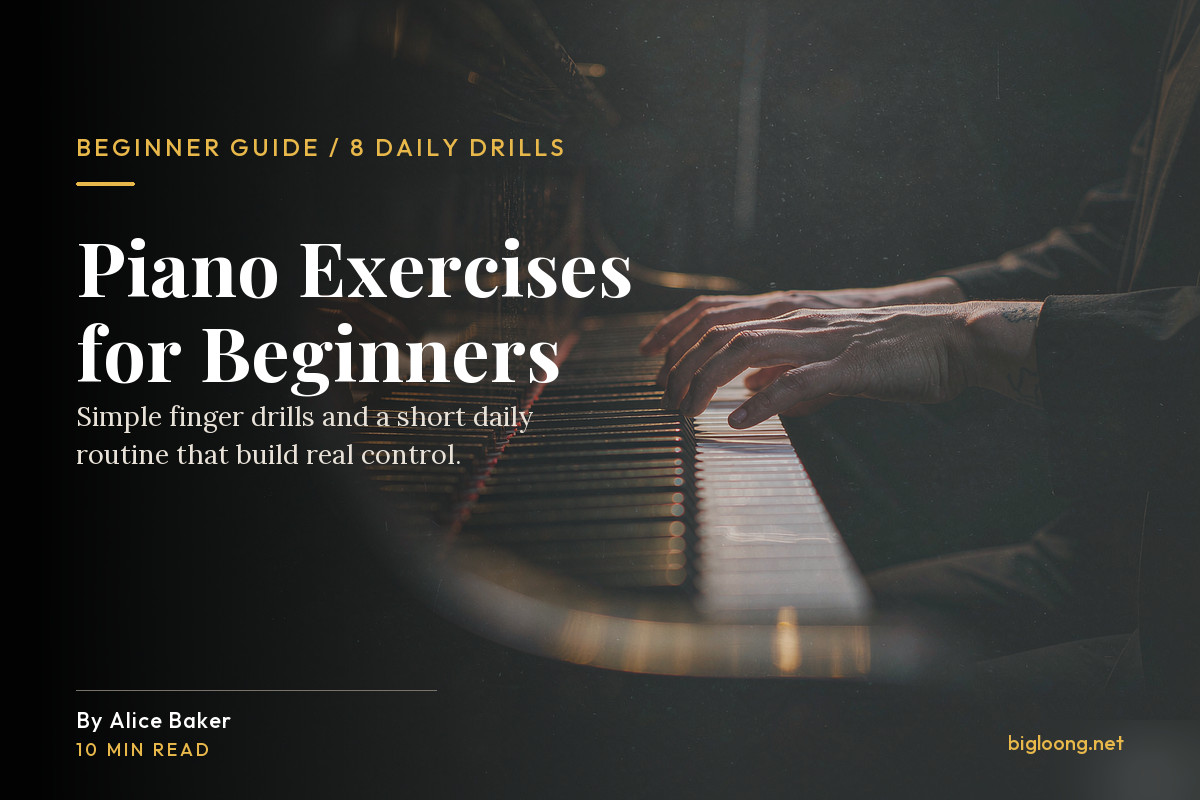 BEGINNER GUIDE / 8 DAILY DRILLS
Piano Exercises
for Beginners
Simple finger drills and a short daily
routine that build real control.
By Alice Baker
10 MIN READ
bigloong.net